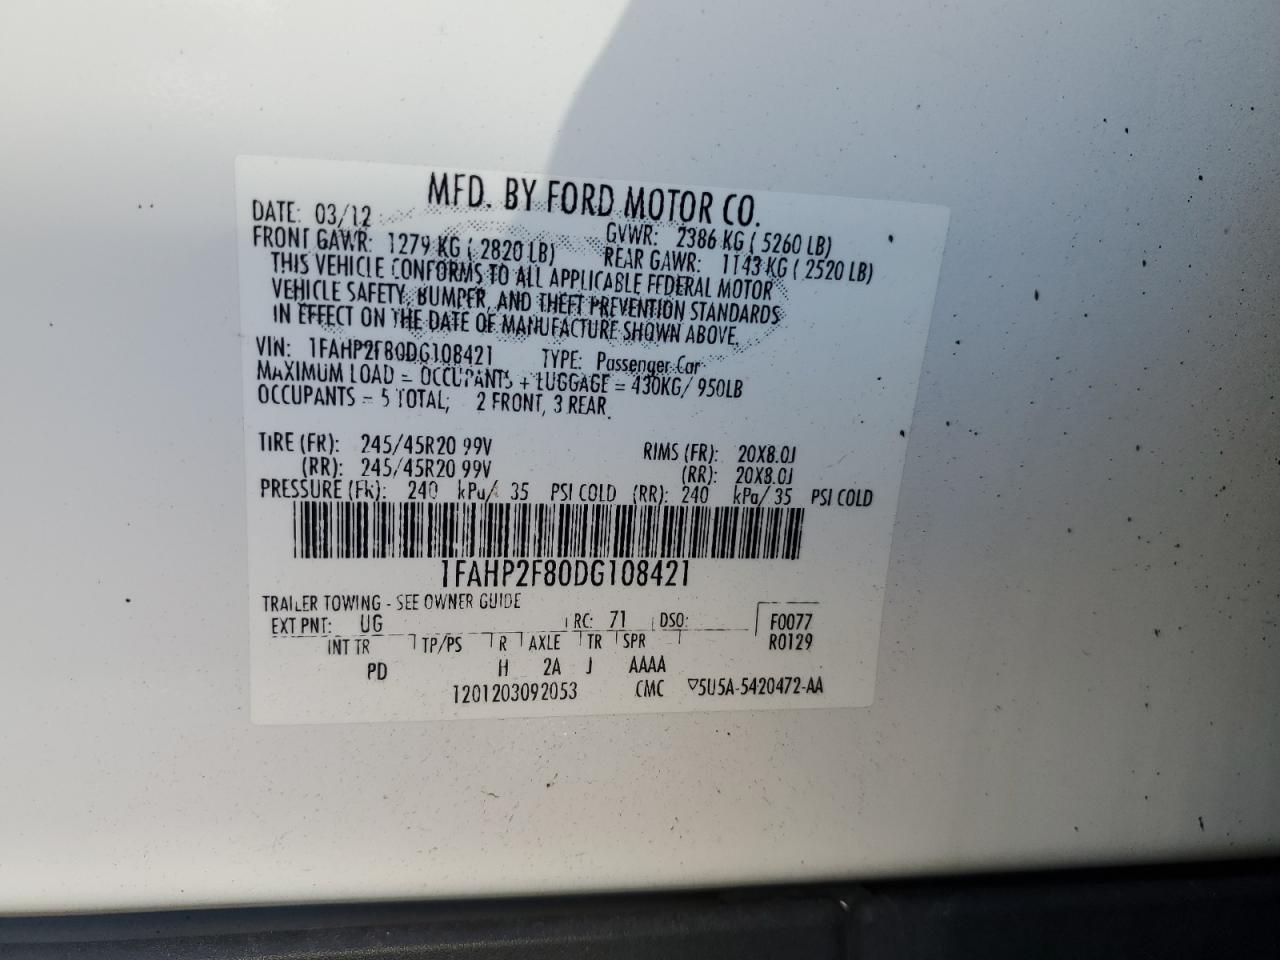 MFD. BY FORD MOTOR CO.
DATE: 03/12 GVWR: 2386 KG ( 5260 LB)
FRONT GAWR: 1279 KG ( 2820 LB) REAR GAWR: 1143 KG ( 2520 LB)
THIS VEHICLE CONFORMS TO ALL APPLICABLE FEDERAL MOTOR
VEHICLE SAFETY, BUMPER, AND THEFT PREVENTION STANDARDS
IN EFFECT ON THE DATE OF MANUFACTURE SHOWN ABOVE.
VIN: 1FAHP2F80DG108421 TYPE: Passenger Car
MAXIMUM LOAD = OCCUPANTS + LUGGAGE = 430KG/ 950LB
OCCUPANTS = 5 TOTAL; 2 FRONT, 3 REAR
TIRE (FR): 245/45R20 99V RIMS (FR): 20X8.0J
(RR): 245/45R20 99V (RR): 20X8.0J
PRESSURE (FR): 240 kPa/ 35 PSI COLD (RR): 240 kPa/ 35 PSI COLD
1FAHP2F80DG108421
TRAILER TOWING - SEE OWNER GUIDE
EXT PNT: UG RC: 71 DSO: F0077
INT TR TP/PS R AXLE TR SPR R0129
PD H 2A J AAAA
1201203092053 CMC ▽5U5A-5420472-AA